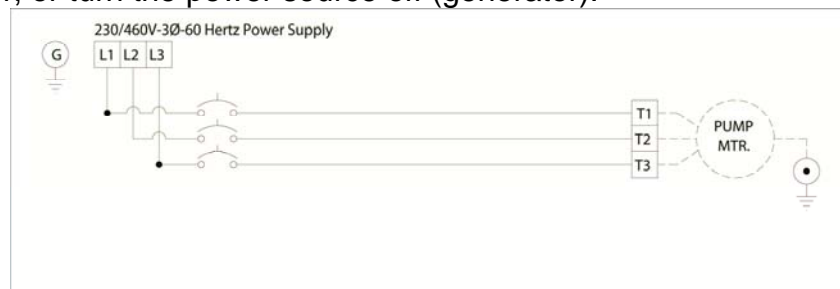 , or turn the power source off (generator).
230/460V-3Ø-60 Hertz Power Supply
G
L1 L2 L3
T1
T2
T3
PUMP
MTR.